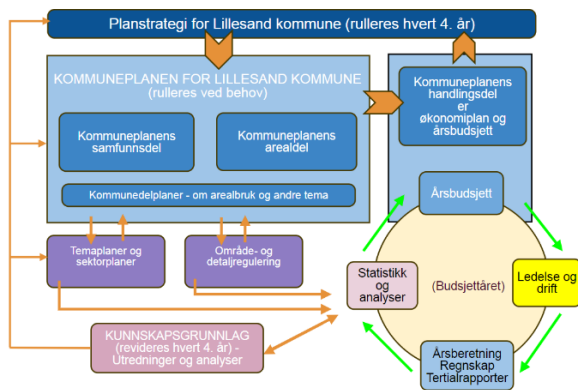 Planstrategi for Lillesand kommune (rulleres hvert 4. år)
KOMMUNEPLANEN FOR LILLESAND KOMMUNE
(rulleres ved behov)
Kommuneplanens
samfunnsdel
Kommuneplanens
arealdel
Kommunedelplaner - om arealbruk og andre tema
Kommuneplanens
handlingsdel
er
økonomiplan og
årsbudsjett
Årsbudsjett
Temaplaner og
sektorplaner
Område- og
detaljregulering
Statistikk
og
analyser
(Budsjettåret)
Ledelse og
drift
Årsberetning
Regnskap
Tertialrapporter
KUNNSKAPSGRUNNLAG
(revideres hvert 4. år) -
Utredninger og analyser